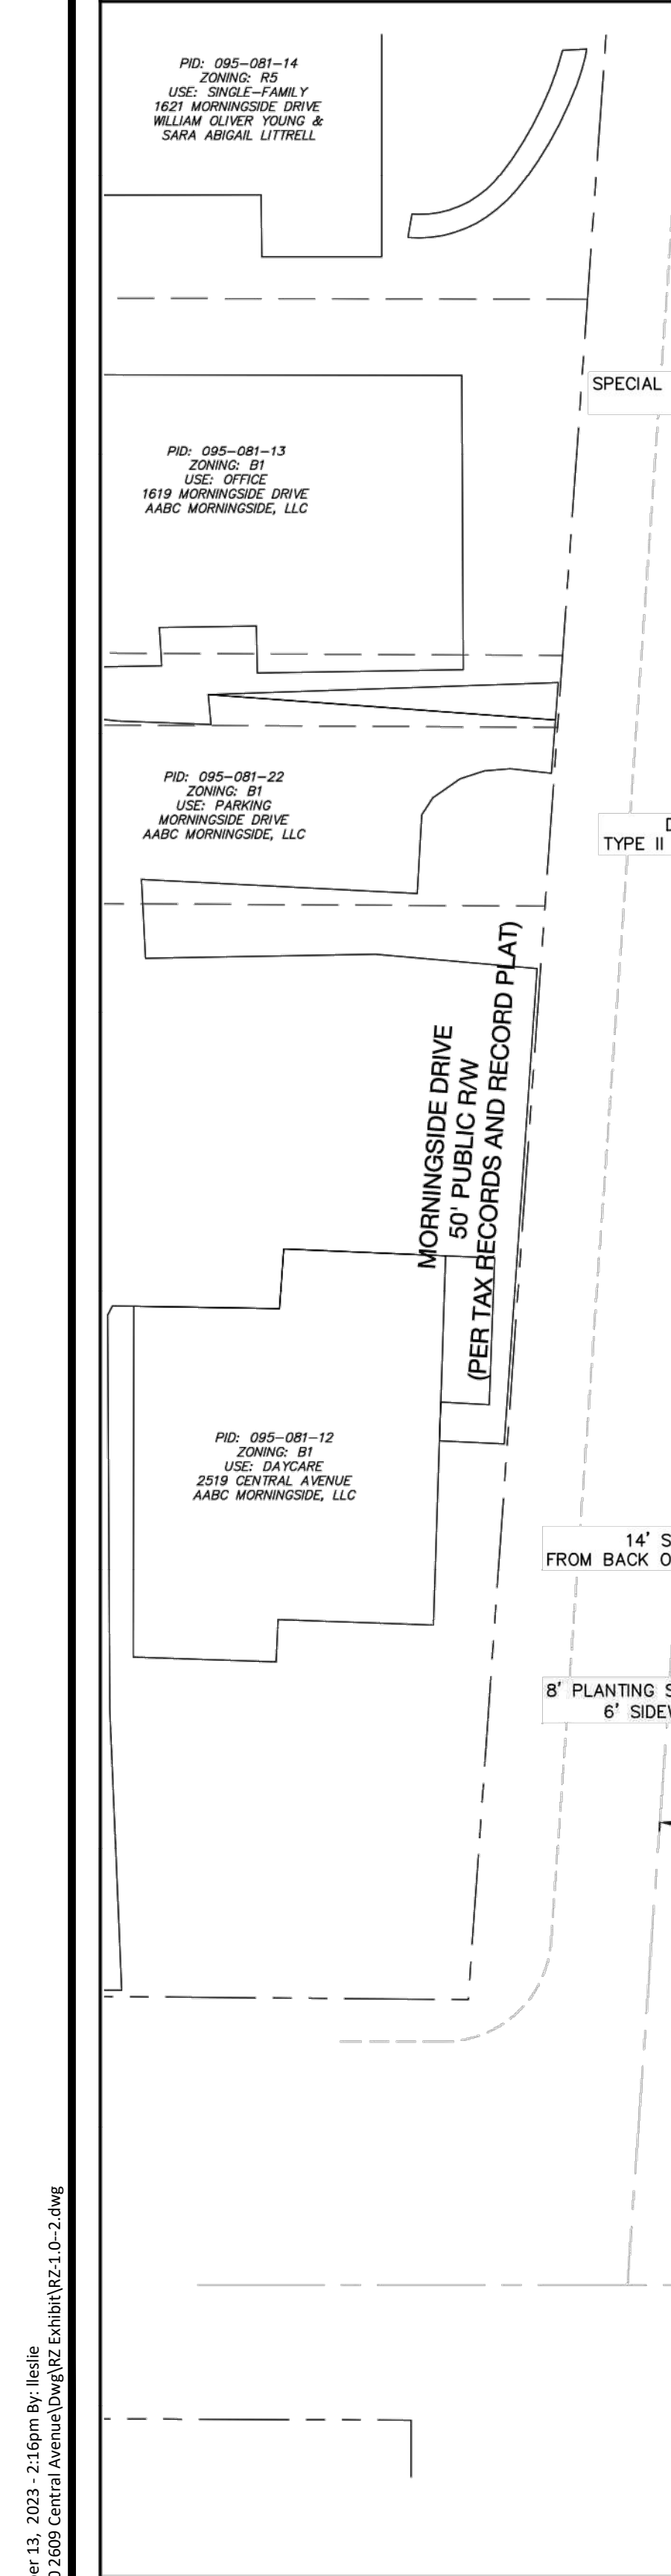 PID: 095-081-14
ZONING: R5
USE: SINGLE-FAMILY
1621 MORNINGSIDE DRIVE
WILLIAM OLIVER YOUNG &
SARA ABIGAIL LITTRELL
SPECIAL
PID: 095-081-13
ZONING: B1
USE: OFFICE
1619 MORNINGSIDE DRIVE
AABC MORNINGSIDE, LLC
PID: 095-081-22
ZONING: B1
USE: PARKING
MORNINGSIDE DRIVE
AABC MORNINGSIDE, LLC
TYPE II
MORNINGSIDE DRIVE
50' PUBLIC R/W
(PER TAX RECORDS AND RECORD PLAT)
PID: 095-081-12
ZONING: B1
USE: DAYCARE
2519 CENTRAL AVENUE
AABC MORNINGSIDE, LLC
14' S
FROM BACK O
8' PLANTING S
6' SIDEW
er 13, 2023 - 2:16pm By: lleslie
2609 Central Avenue\Dwg\RZ Exhibit\RZ-1.0--2.dwg